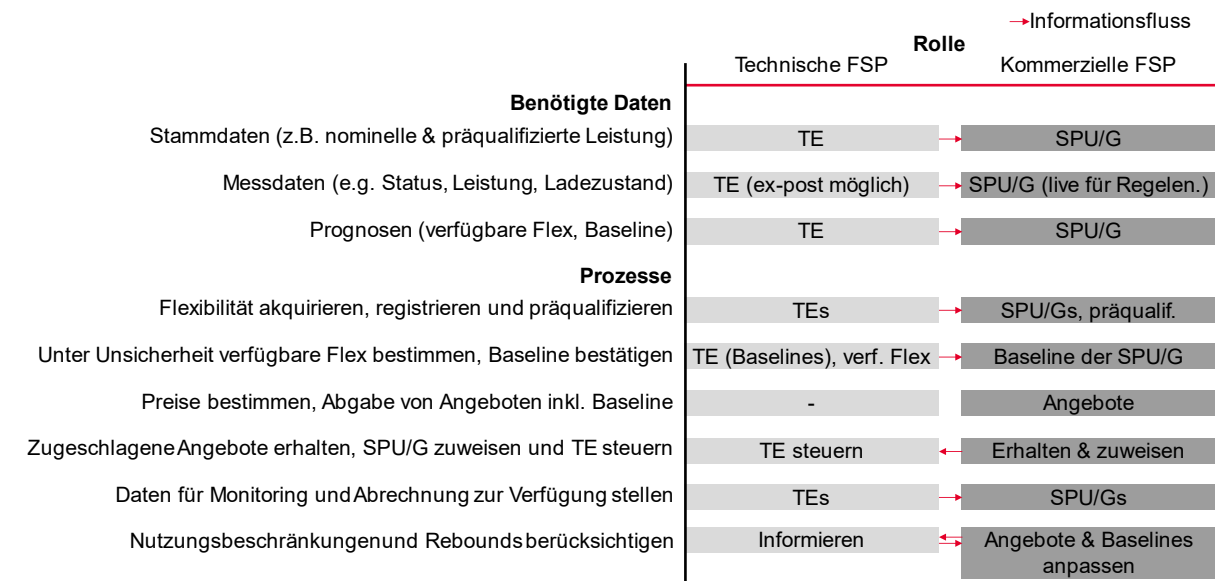 →Informationsfluss
Rolle
Technische FSP Kommerzielle FSP
Benötigte Daten
Stammdaten (z.B. nominelle & präqualifizierte Leistung) TE SPU/G
Messdaten (e.g. Status, Leistung, Ladezustand) TE (ex-post möglich) SPU/G (live für Regelen.)
Prognosen (verfügbare Flex, Baseline) TE SPU/G
Prozesse
Flexibilität akquirieren, registrieren und präqualifizieren TEs SPU/Gs, präqualif.
Unter Unsicherheit verfügbare Flex bestimmen, Baseline bestätigen TE (Baselines), verf. Flex Baseline der SPU/G
Preise bestimmen, Abgabe von Angeboten inkl. Baseline - Angebote
Zugeschlagene Angebote erhalten, SPU/G zuweisen und TE steuern TE steuern Erhalten & zuweisen
Daten für Monitoring und Abrechnung zur Verfügung stellen TEs SPU/Gs
Nutzungsbeschränkungenund Rebounds berücksichtigen Informieren Angebote & Baselines
anpassen